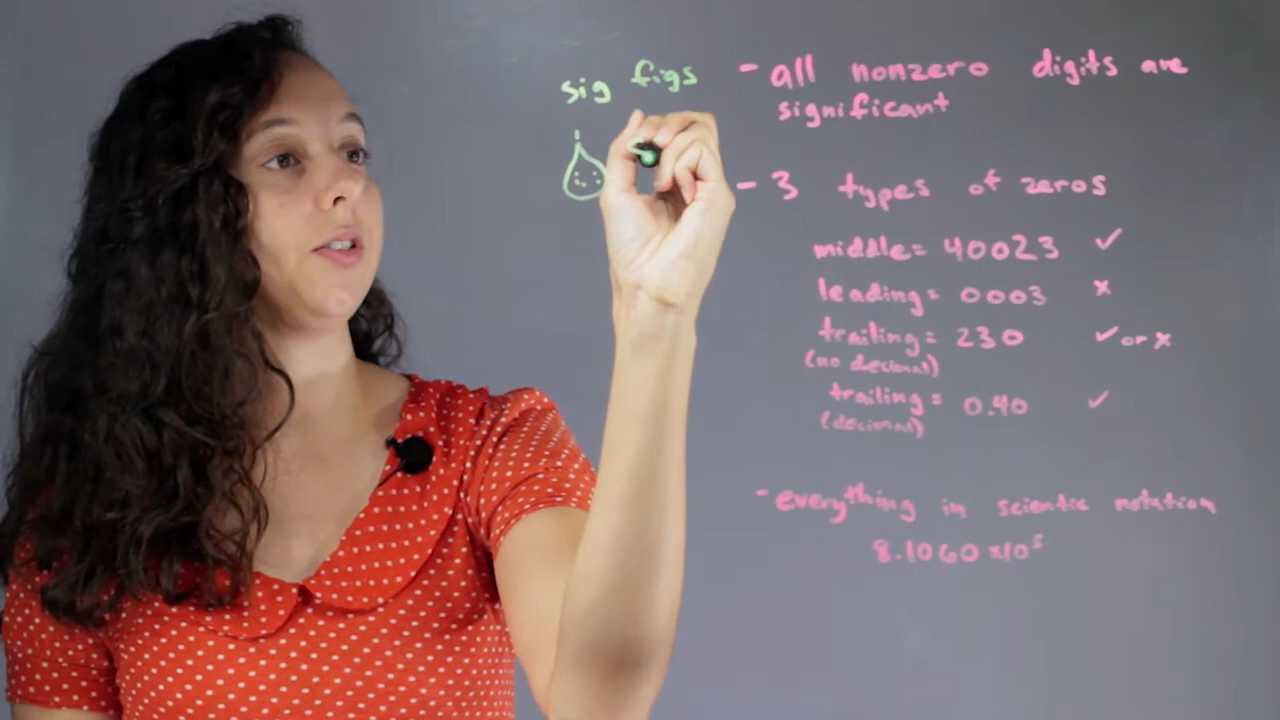 sig figs
- all nonzero digits are
significant
- 3 types of zeros
middle= 40023 ✓
leading= 0003 x
trailing= 230 ✓ or x
(no decimal)
trailing= 0.40 ✓
(decimal)
- everything in scientic notation
8.1060 x10⁵